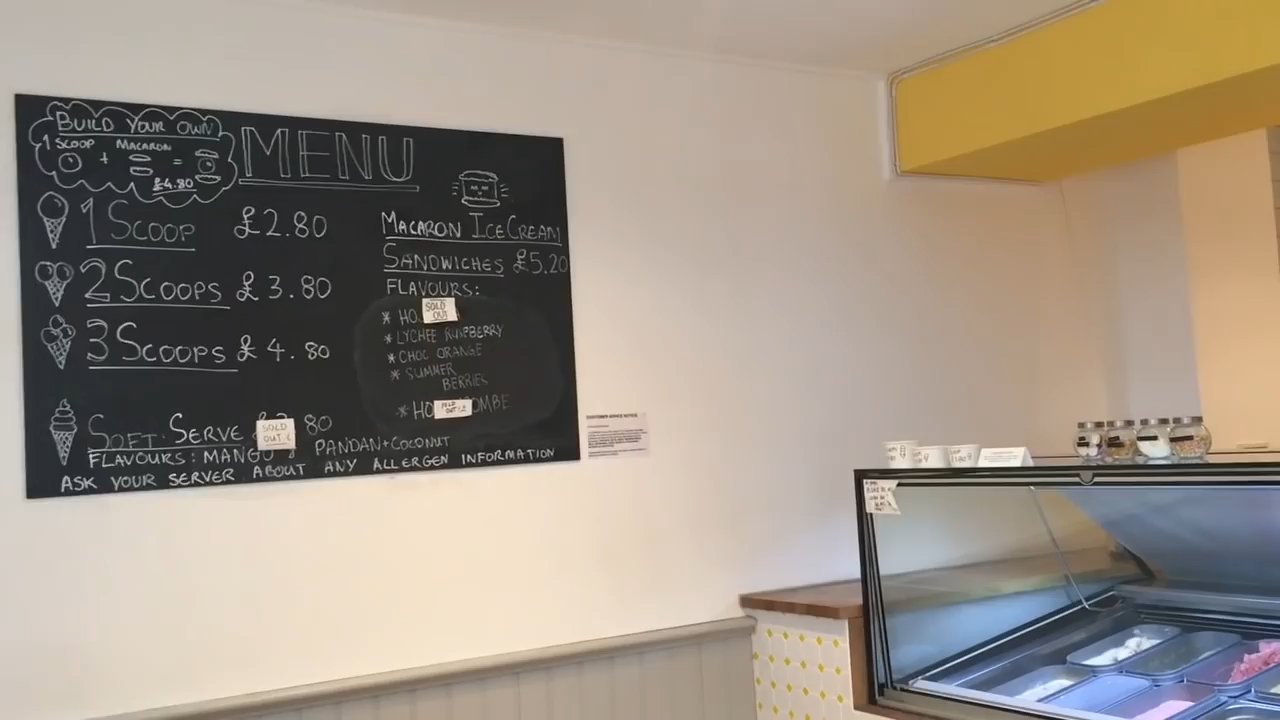 BUILD YOUR OWN
1 SCOOP MACARON
+ =
£4.80
MENU
1 SCOOP £2.80
2 SCOOPS £3.80
3 SCOOPS £4.80
SOFT SERVE 80
SOLD OUT
FLAVOURS: MANGO PANDAN+COCONUT
ASK YOUR SERVER ABOUT ANY ALLERGEN INFORMATION
MACARON ICE CREAM
SANDWICHES £5.20
FLAVOURS:
* HO
SOLD OUT
* LYCHEE RASPBERRY
* CHOC ORANGE
* SUMMER
BERRIES
* HO OMBE
SOLD OUT
CUSTOMER ADVICE NOTICE